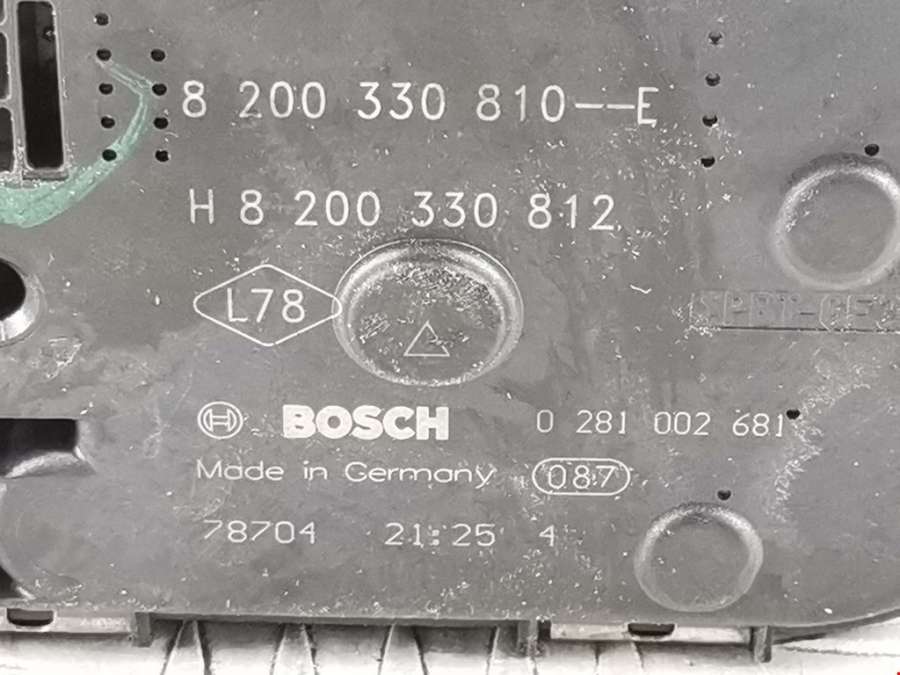 8 200 330 810--E
H 8 200 330 812
L78
BOSCH 0 281 002 681
Made in Germany 087
78704 21:25 4